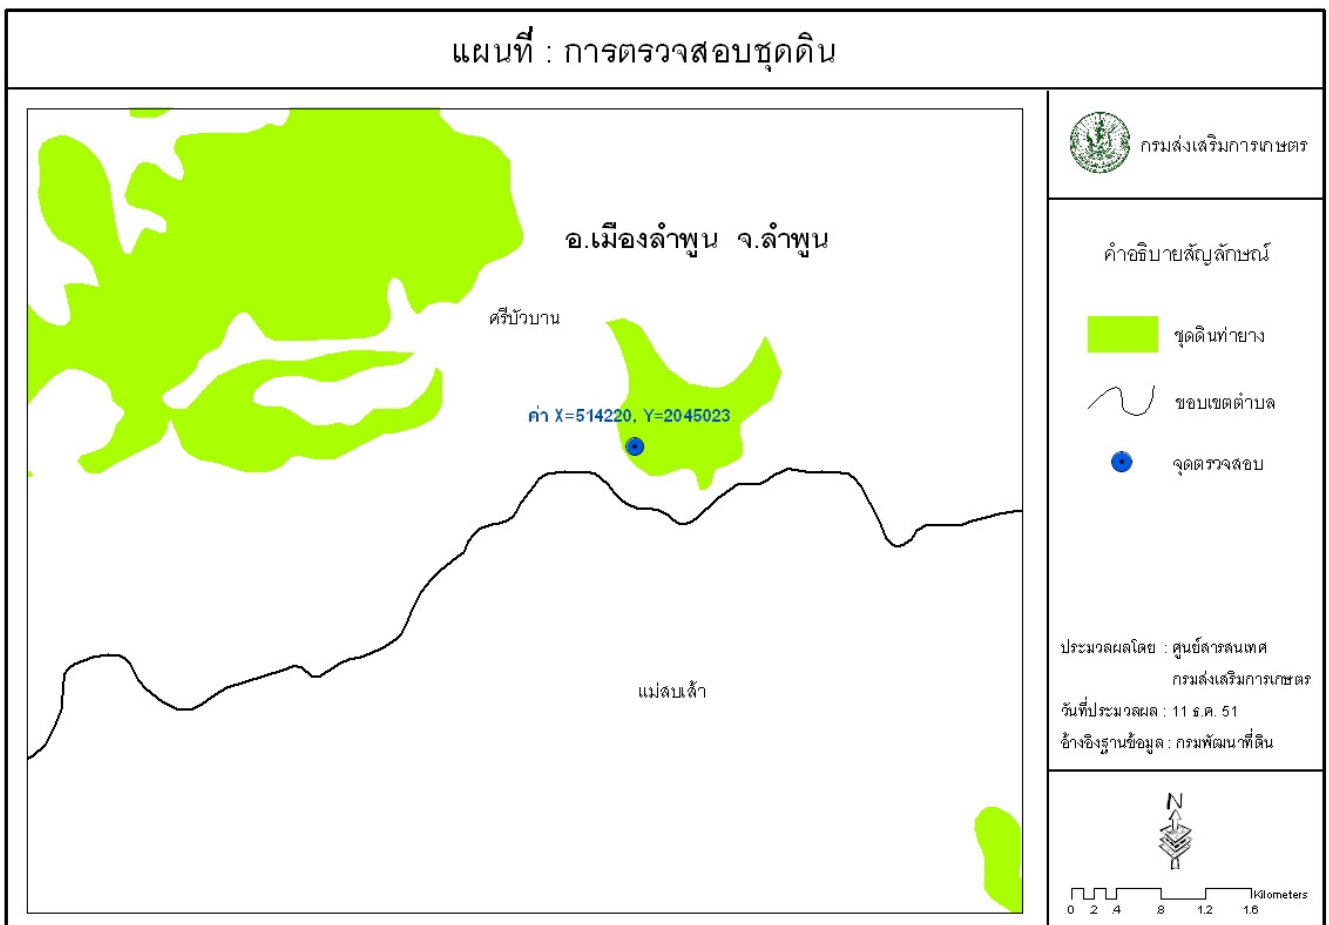 แผนที่ : การตรวจสอบชุดดิน
กรมส่งเสริมการเกษตร
อ.เมืองลำพูน จ.ลำพูน
ศรีบัวบาน
ค่า X=514220, Y=2045023
แม่สบเส้า
คำอธิบายสัญลักษณ์
ชุดดินท่ายาง
ขอบเขตตำบล
จุดตรวจสอบ
ประมวลผลโดย : ศูนย์สารสนเทศ
กรมส่งเสริมการเกษตร
วันที่ประมวลผล : 11 ธ.ค. 51
อ้างอิงฐานข้อมูล : กรมพัฒนาที่ดิน
N
Kilometers
0 .2 .4 .8 1.2 1.6